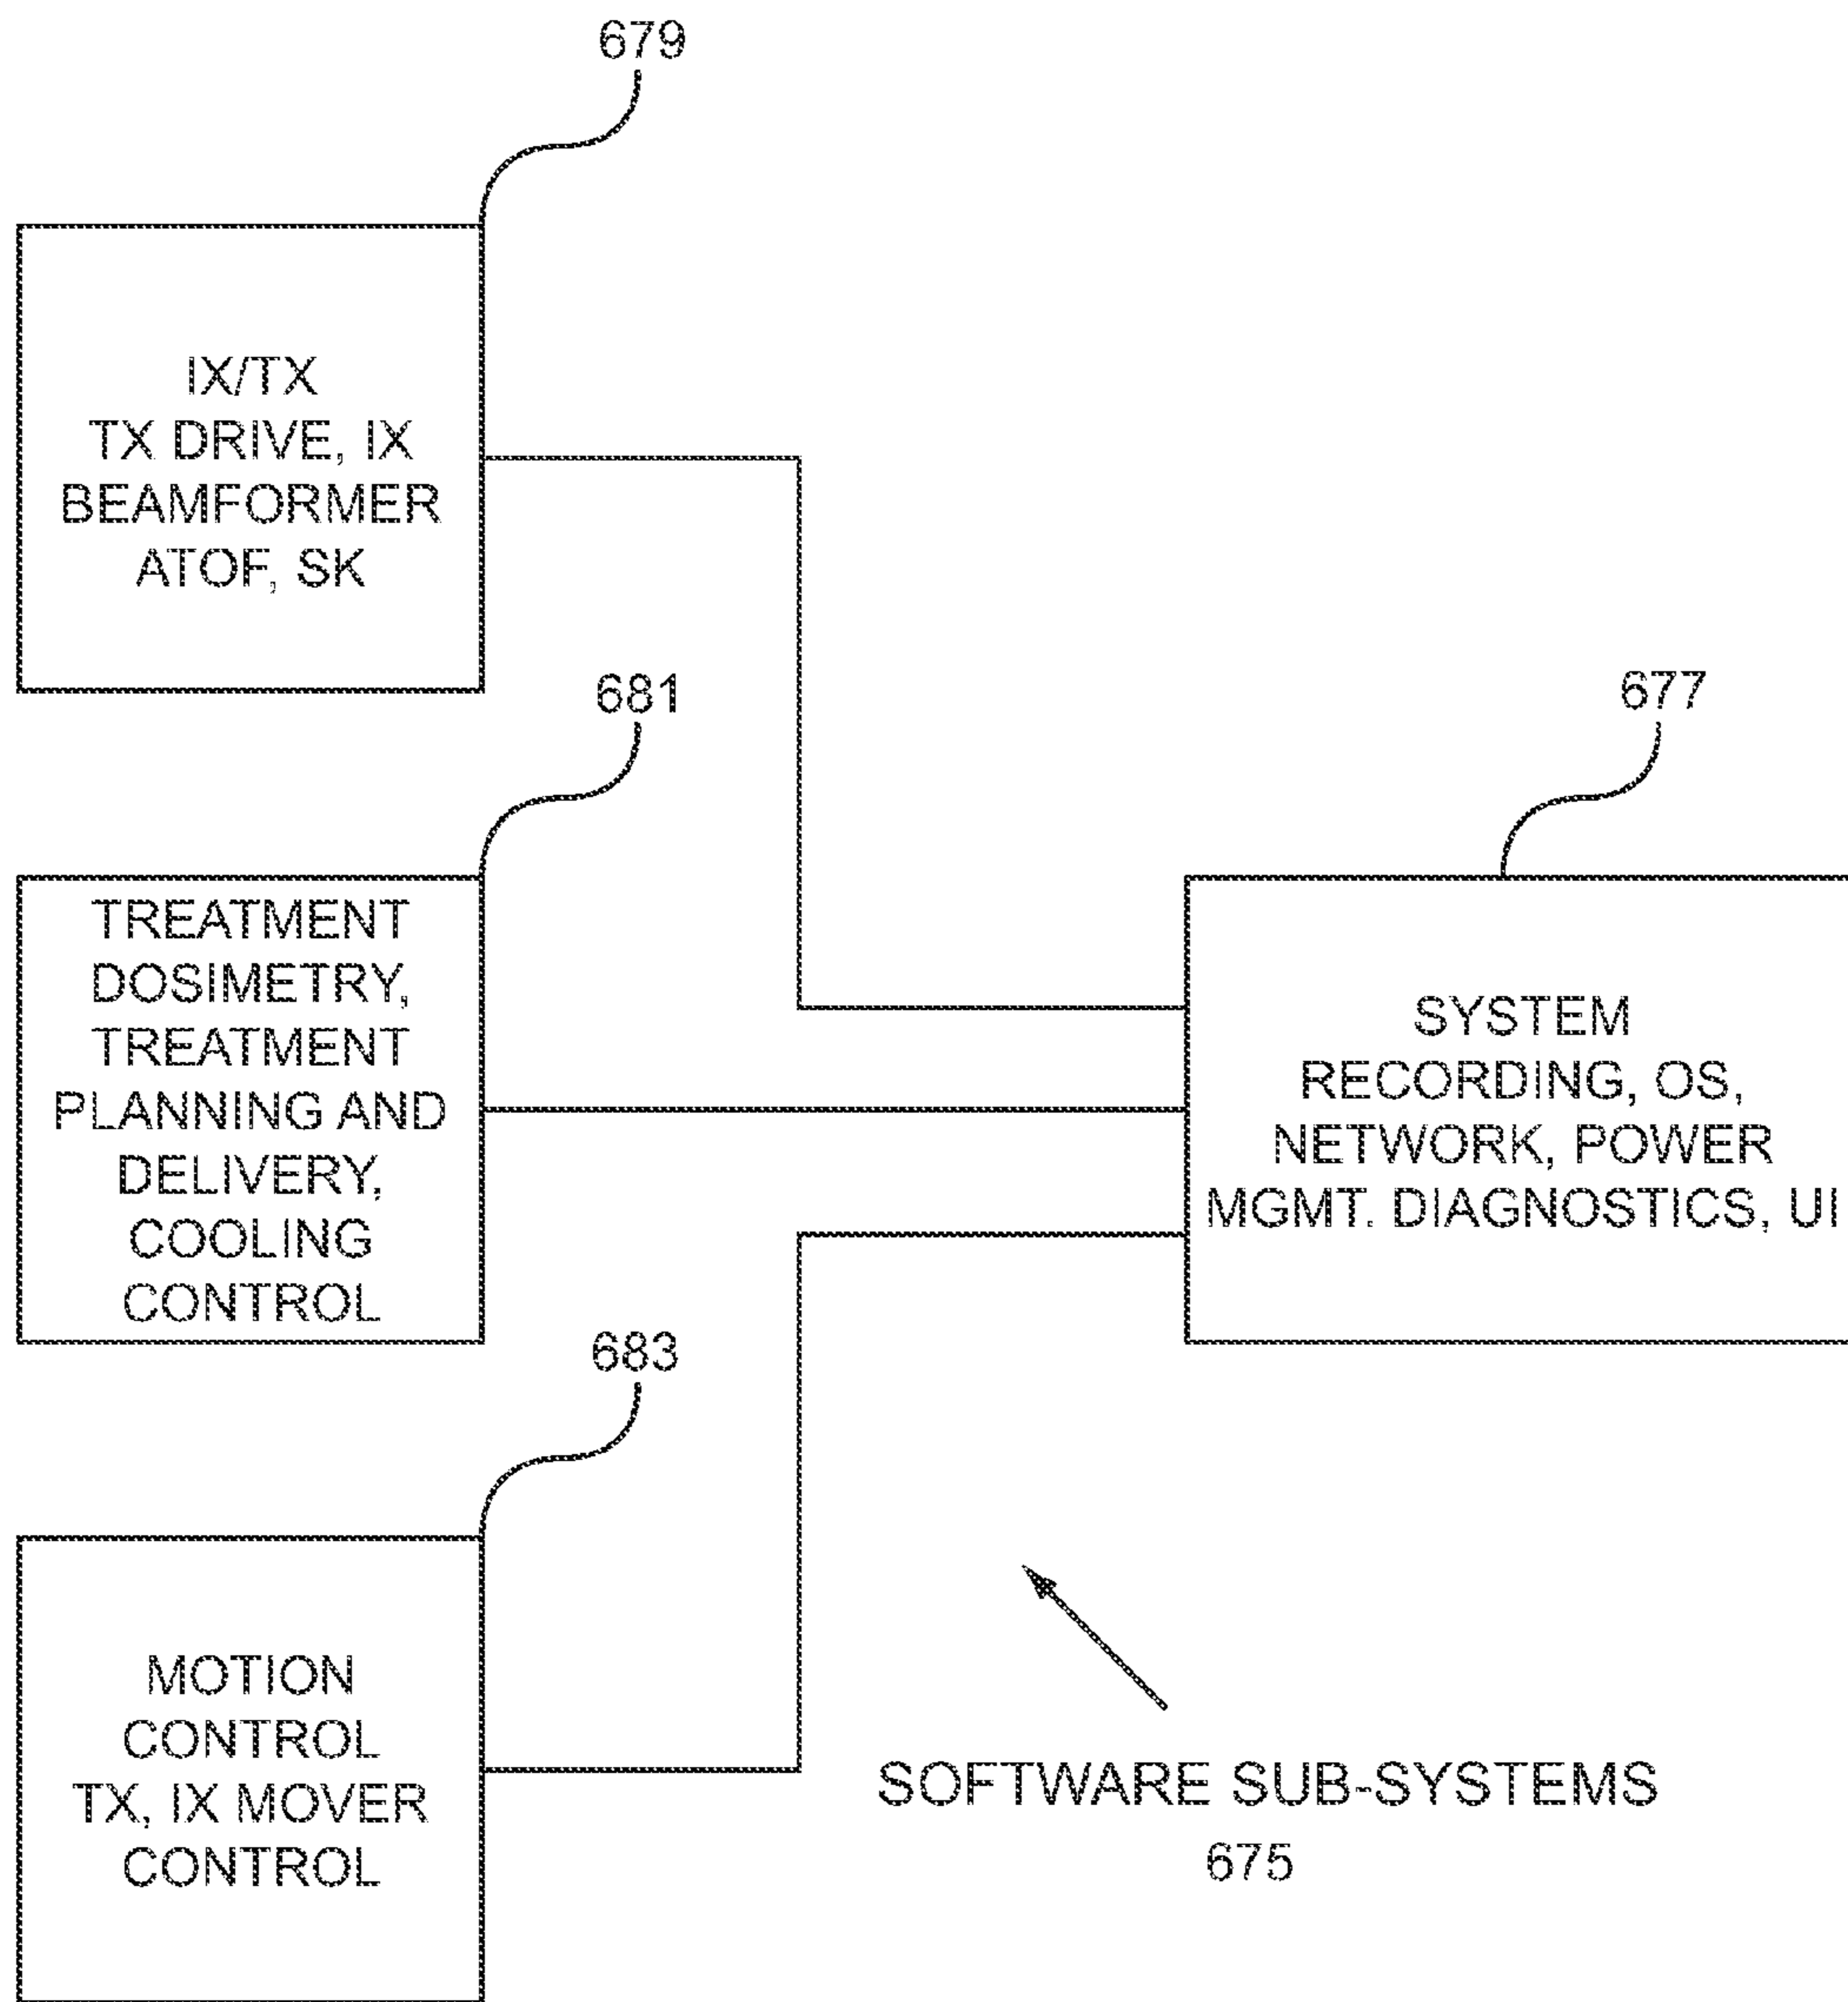 679
IX/TX
TX DRIVE, IX
BEAMFORMER
ATOF, SK
681
TREATMENT
DOSIMETRY,
TREATMENT
PLANNING AND
DELIVERY,
COOLING
CONTROL
677
SYSTEM
RECORDING, OS,
NETWORK, POWER
MGMT. DIAGNOSTICS, UI
683
MOTION
CONTROL
TX, IX MOVER
CONTROL
SOFTWARE SUB-SYSTEMS
675